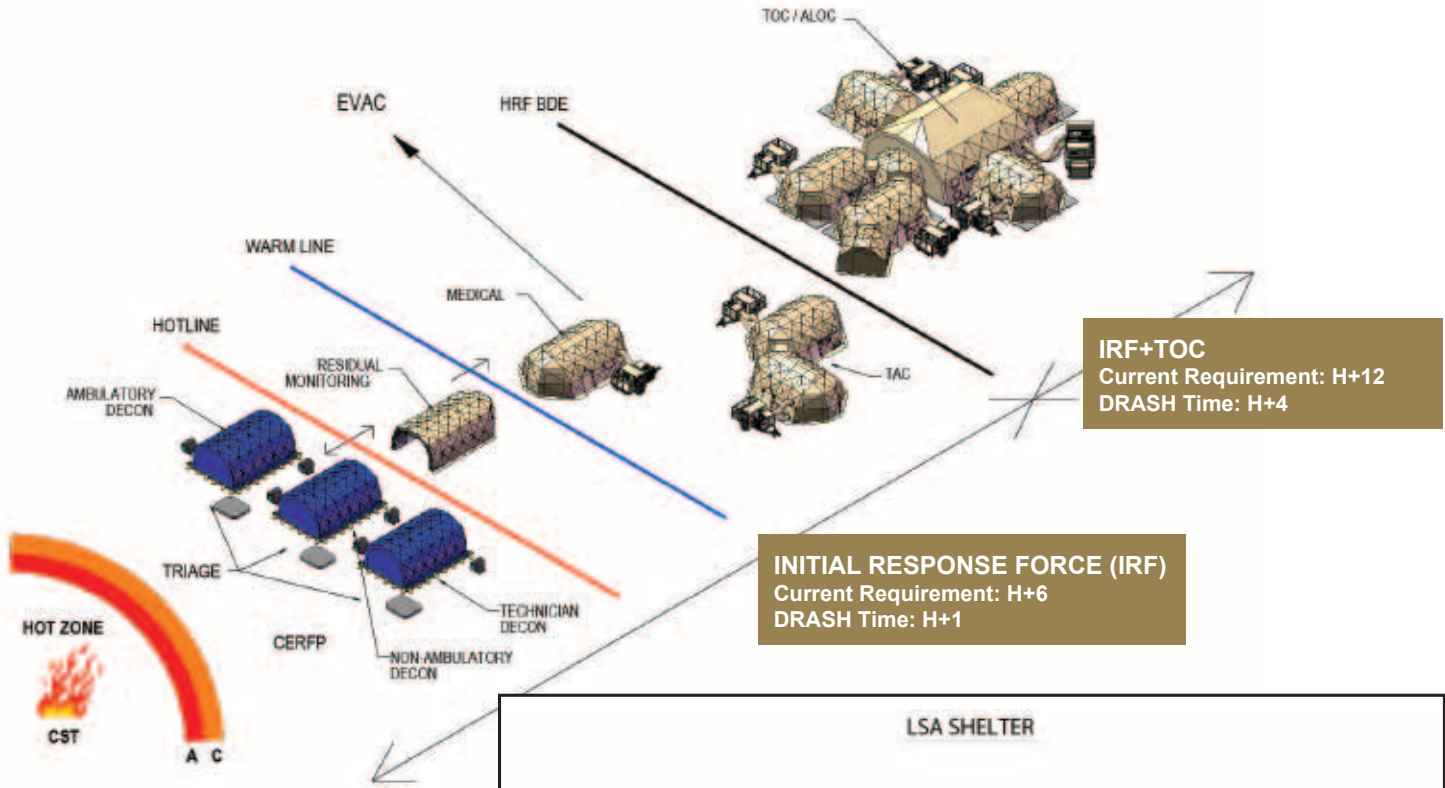 TOC / ALOC
EVAC
HRF BDE
WARM LINE
MEDICAL
HOTLINE
RESIDUAL
MONITORING
TAC
AMBULATORY
DECON
IRF+TOC
Current Requirement: H+12
DRASH Time: H+4
TRIAGE
INITIAL RESPONSE FORCE (IRF)
Current Requirement: H+6
DRASH Time: H+1
TECHNICIAN
DECON
HOT ZONE
CERFP
NON-AMBULATORY
DECON
CST
A C
LSA SHELTER